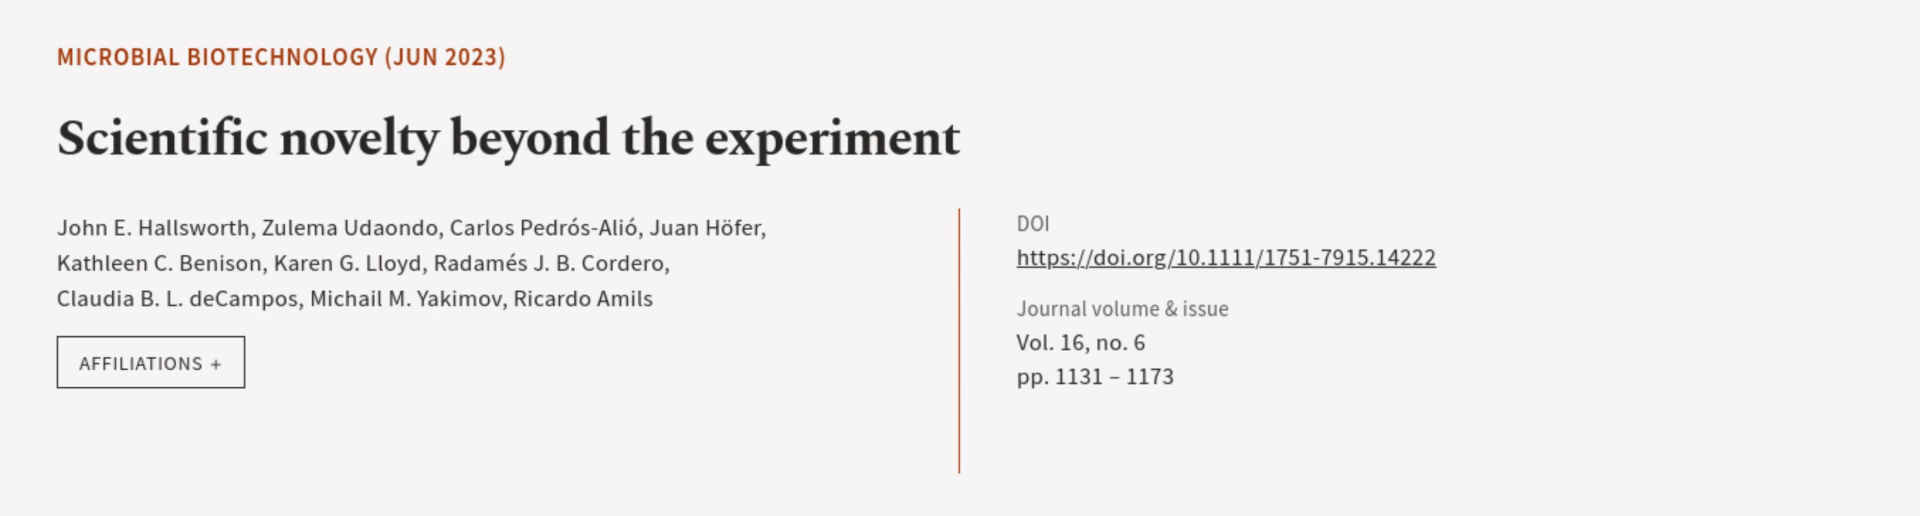 MICROBIAL BIOTECHNOLOGY (JUN 2023)
Scientific novelty beyond the experiment
John E. Hallsworth, Zulema Udaondo, Carlos Pedrós-Alió, Juan Höfer,
Kathleen C. Benison, Karen G. Lloyd, Radamés J. B. Cordero,
Claudia B. L. deCampos, Michail M. Yakimov, Ricardo Amils
AFFILIATIONS +
DOI
https://doi.org/10.1111/1751-7915.14222
Journal volume & issue
Vol. 16, no. 6
pp. 1131 – 1173